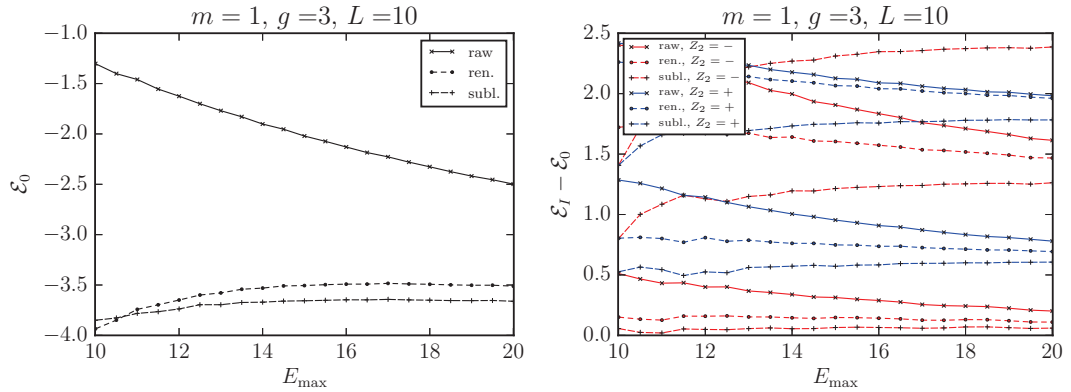 m = 1, g = 3, L = 10
−1.0
−1.5
−2.0
−2.5
−3.0
−3.5
−4.0
ℰ₀
raw
ren.
subl.
10 12 14 16 18 20
E_max
m = 1, g = 3, L = 10
2.5
2.0
1.5
1.0
0.5
0.0
ℰ_I − ℰ₀
raw, Z₂ = −
ren., Z₂ = −
subl., Z₂ = −
raw, Z₂ = +
ren., Z₂ = +
subl., Z₂ = +
10 12 14 16 18 20
E_max